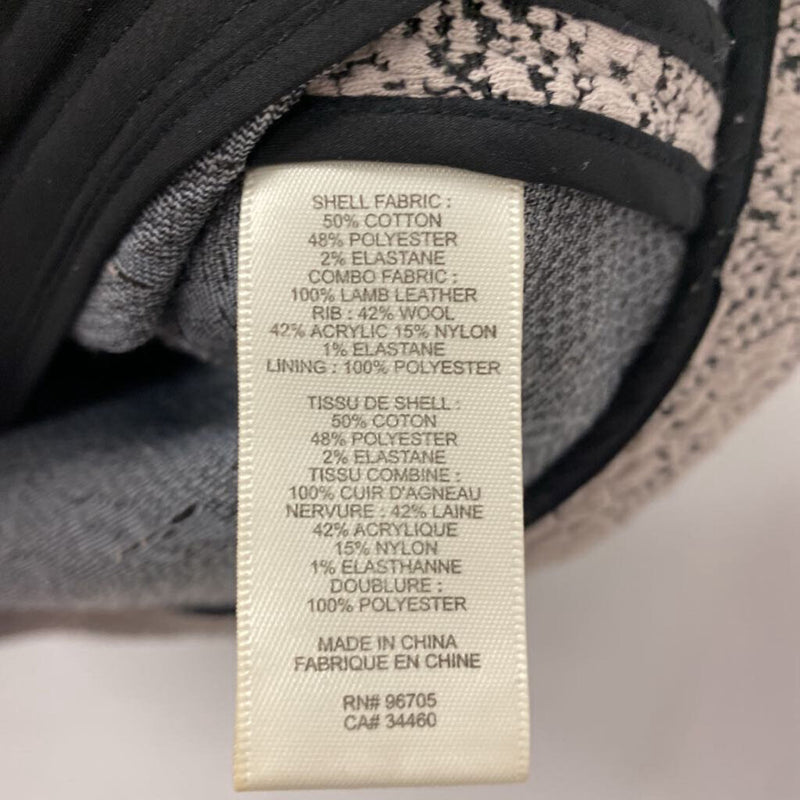 SHELL FABRIC :
50% COTTON
48% POLYESTER
2% ELASTANE
COMBO FABRIC :
100% LAMB LEATHER
RIB : 42% WOOL
42% ACRYLIC 15% NYLON
1% ELASTANE
LINING : 100% POLYESTER
TISSU DE SHELL :
50% COTON
48% POLYESTER
2% ELASTANE
TISSU COMBINE :
100% CUIR D'AGNEAU
NERVURE : 42% LAINE
42% ACRYLIQUE
15% NYLON
1% ELASTHANNE
DOUBLURE :
100% POLYESTER
MADE IN CHINA
FABRIQUE EN CHINE
RN# 96705
CA# 34460